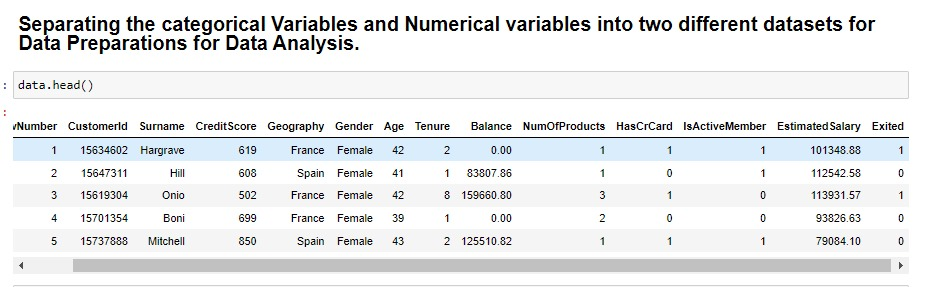 Separating the categorical Variables and Numerical variables into two different datasets for
Data Preparations for Data Analysis.
: data.head()
:
wNumber CustomerId Surname CreditScore Geography Gender Age Tenure Balance NumOfProducts HasCrCard IsActiveMember EstimatedSalary Exited
1 15634602 Hargrave 619 France Female 42 2 0.00 1 1 1 101348.88 1
2 15647311 Hill 608 Spain Female 41 1 83807.86 1 0 1 112542.58 0
3 15619304 Onio 502 France Female 42 8 159660.80 3 1 0 113931.57 1
4 15701354 Boni 699 France Female 39 1 0.00 2 0 0 93826.63 0
5 15737888 Mitchell 850 Spain Female 43 2 125510.82 1 1 1 79084.10 0